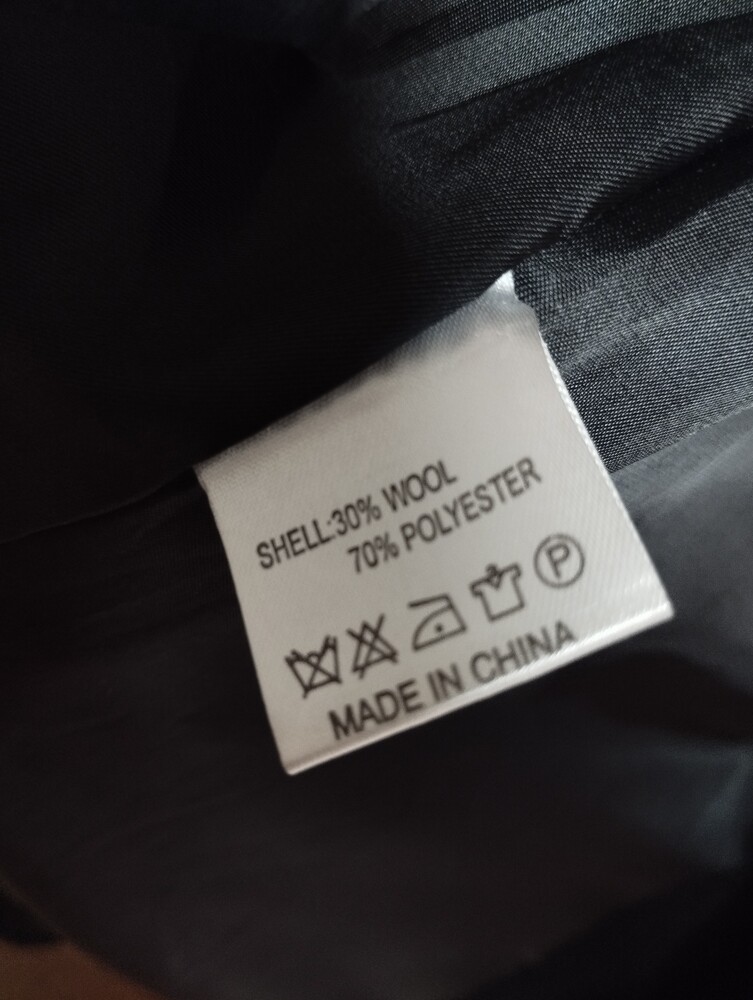 SHELL:30% WOOL
70% POLYESTER
P
MADE IN CHINA